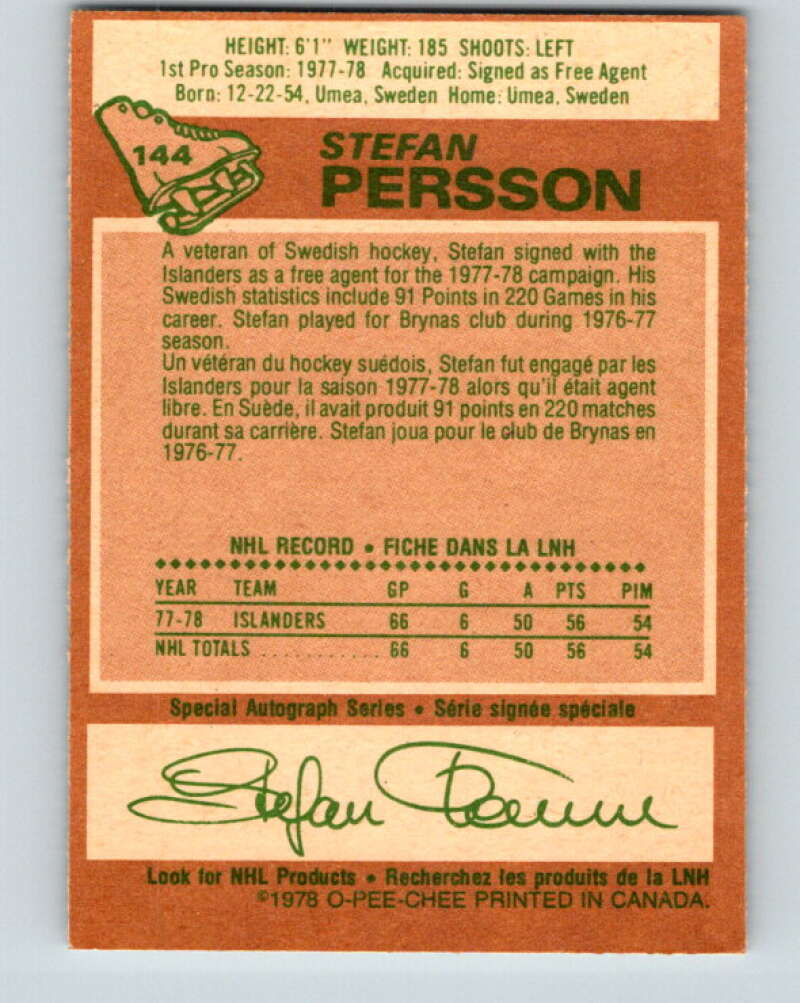 HEIGHT: 6'1" WEIGHT: 185 SHOOTS: LEFT
1st Pro Season: 1977-78 Acquired: Signed as Free Agent
Born: 12-22-54, Umea, Sweden Home: Umea, Sweden
144
STEFAN
PERSSON
A veteran of Swedish hockey, Stefan signed with the
Islanders as a free agent for the 1977-78 campaign. His
Swedish statistics include 91 Points in 220 Games in his
career. Stefan played for Brynas club during 1976-77
season.
Un vétéran du hockey suédois, Stefan fut engagé par les
Islanders pour la saison 1977-78 alors qu'il était agent
libre. En Suède, il avait produit 91 points en 220 matches
durant sa carrière. Stefan joua pour le club de Brynas en
1976-77.
NHL RECORD • FICHE DANS LA LNH
YEAR TEAM GP G A PTS PIM
77-78 ISLANDERS 66 6 50 56 54
NHL TOTALS ............ 66 6 50 56 54
Special Autograph Series • Série signée spéciale
Stefan Persson
Look for NHL Products • Recherchez les produits de la LNH
©1978 O-PEE-CHEE PRINTED IN CANADA.